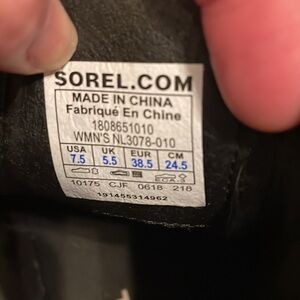 SOREL.COM
MADE IN CHINA
Fabriqué En Chine
1808651010
WMN'S NL3078-010
USA UK EUR CM
7.5 5.5 38.5 24.5
10175 CJF 0618 218
191455314962